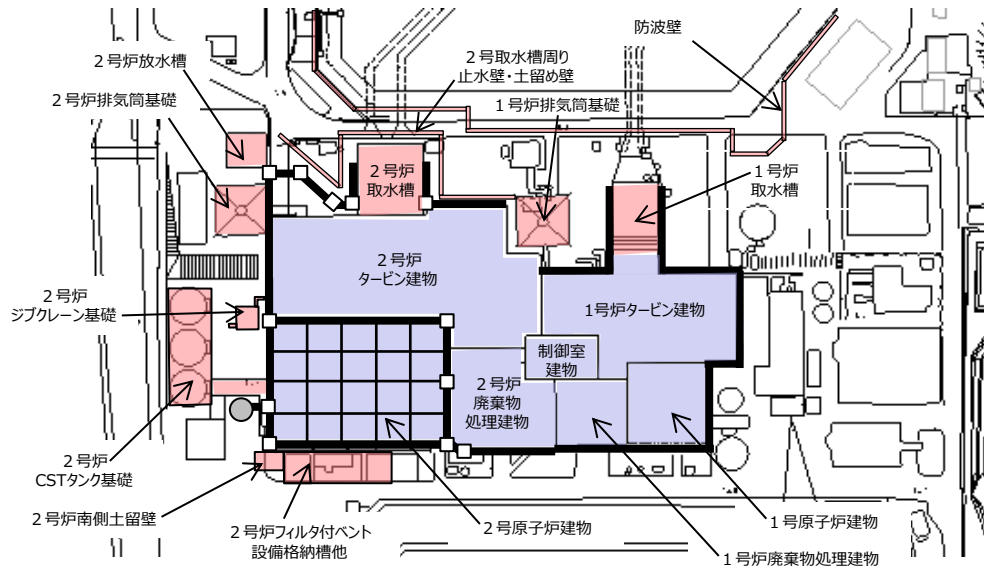 防波壁
2号炉放水槽
2号取水槽周り
止水壁・土留め壁
2号炉排気筒基礎
1号炉排気筒基礎
2号炉
取水槽
1号炉
取水槽
2号炉
タービン建物
2号炉
ジブクレーン基礎
1号炉タービン建物
制御室
建物
2号炉
廃棄物
処理建物
2号炉
CSTタンク基礎
2号炉南側土留壁
2号炉フィルタ付ベント
設備格納槽他
2号原子炉建物
1号原子炉建物
1号炉廃棄物処理建物